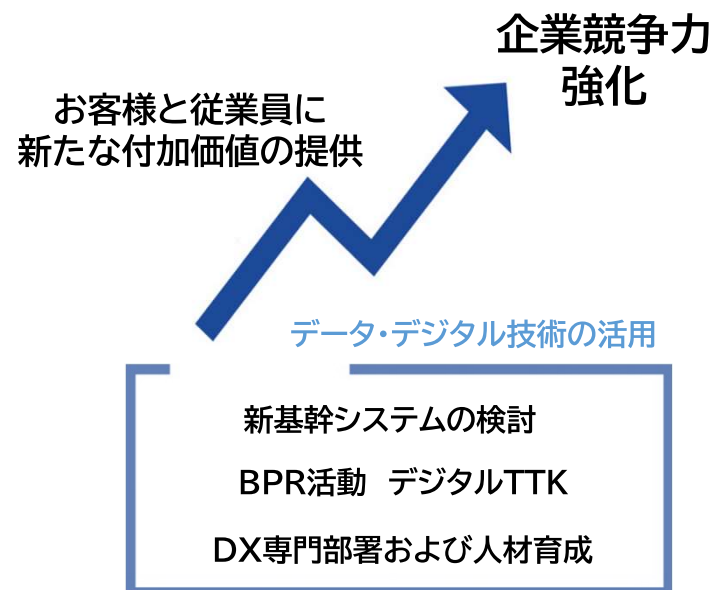 企業競争力
強化
お客様と従業員に
新たな付加価値の提供
データ・デジタル技術の活用
新基幹システムの検討
BPR活動　デジタルTTK
DX専門部署および人材育成